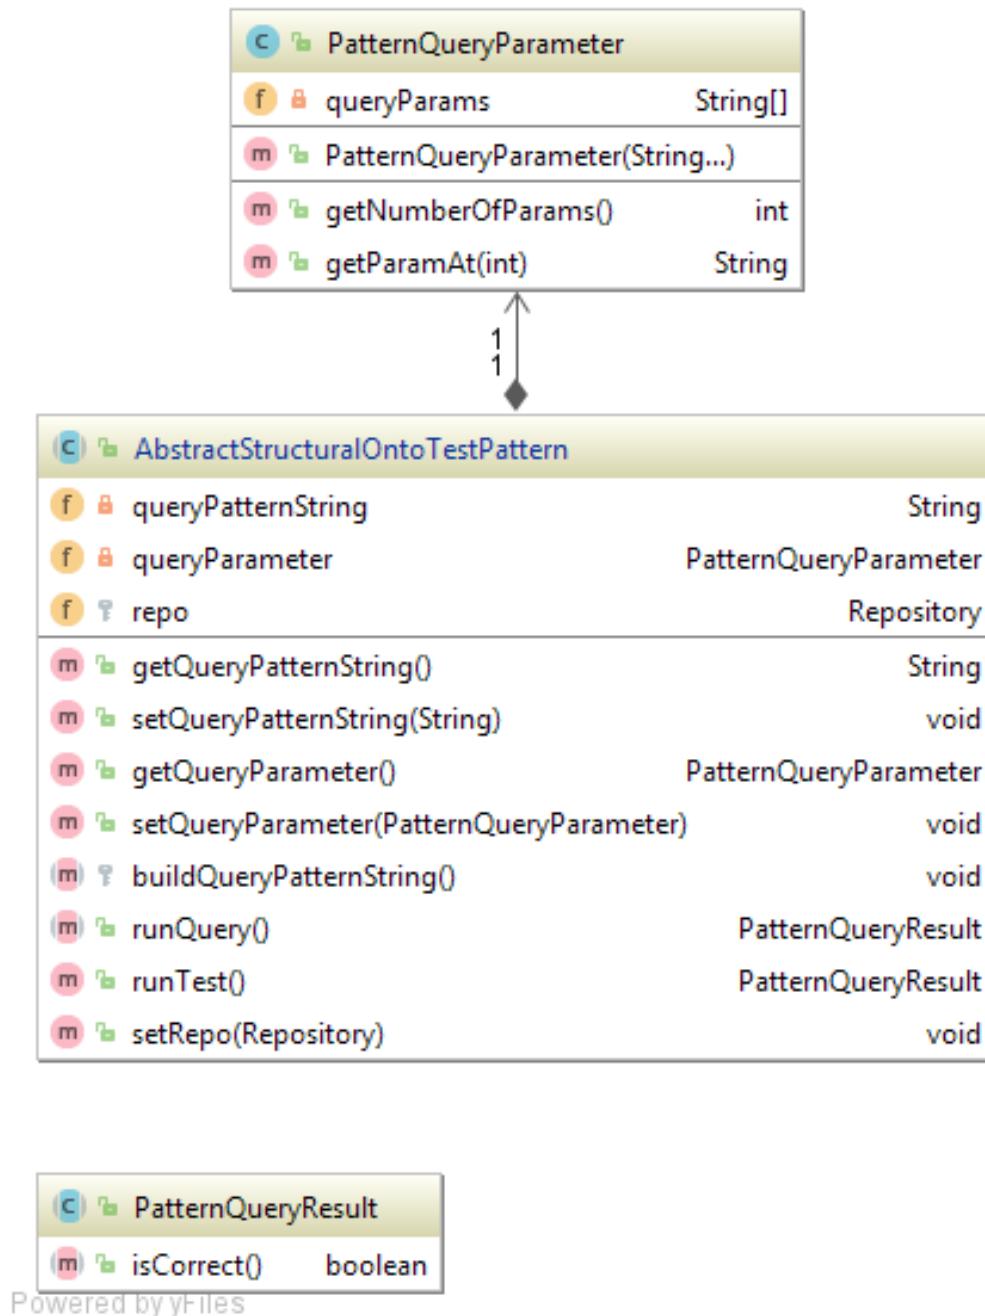 C PatternQueryParameter
f queryParams String[]
m PatternQueryParameter(String...)
m getNumberOfParams() int
m getParamAt(int) String
1
1
C AbstractStructuralOntoTestPattern
f queryPatternString String
f queryParameter PatternQueryParameter
f repo Repository
m getQueryPatternString() String
m setQueryPatternString(String) void
m getQueryParameter() PatternQueryParameter
m setQueryParameter(PatternQueryParameter) void
m buildQueryPatternString() void
m runQuery() PatternQueryResult
m runTest() PatternQueryResult
m setRepo(Repository) void
C PatternQueryResult
m isCorrect() boolean
Powered by yFiles